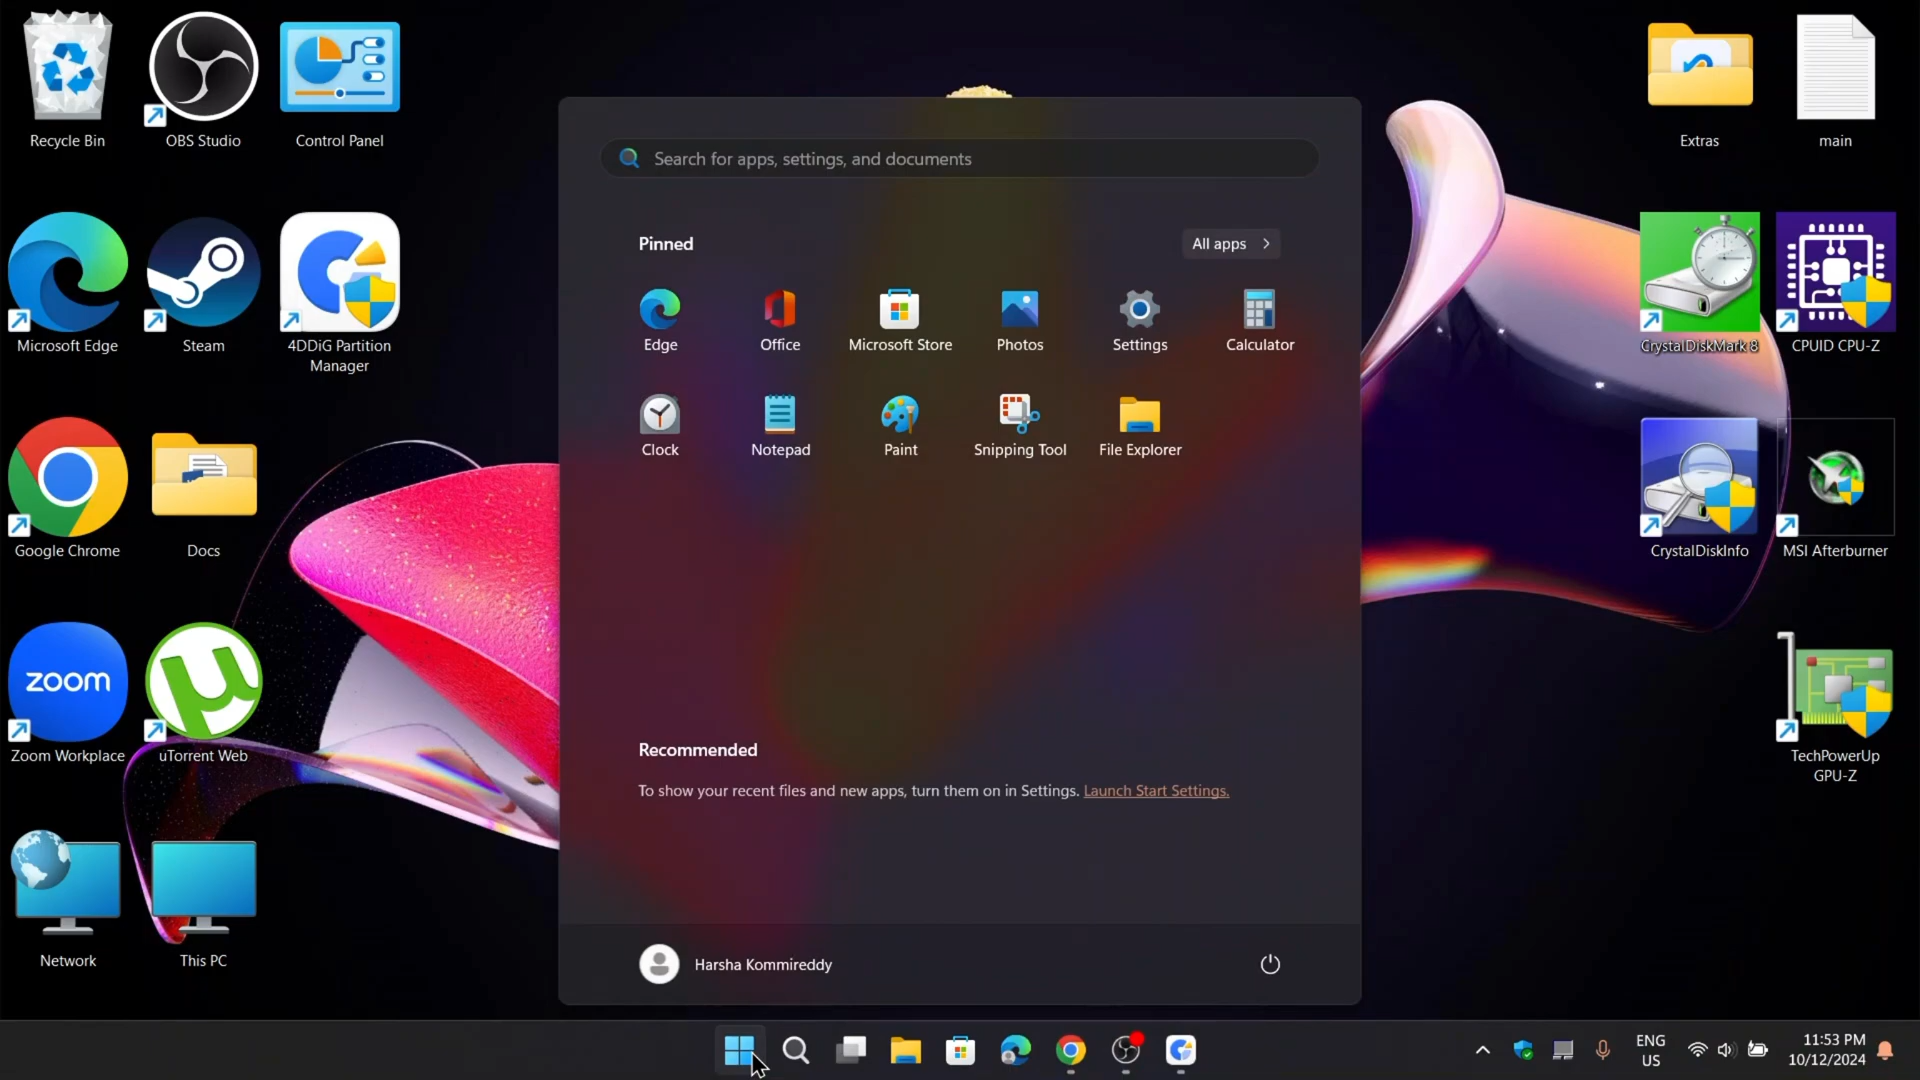 Recycle Bin
OBS Studio
Control Panel
Extras
main
Search for apps, settings, and documents
Pinned
All apps
Microsoft Edge
Steam
4DDiG Partition
Manager
Edge
Office
Microsoft Store
Photos
Settings
Calculator
CrystalDiskMark 8
CPUID CPU-Z
Clock
Notepad
Paint
Snipping Tool
File Explorer
Google Chrome
Docs
CrystalDiskInfo
MSI Afterburner
zoom
Zoom Workplace
uTorrent Web
Recommended
To show your recent files and new apps, turn them on in Settings. Launch Start Settings.
TechPowerUp
GPU-Z
Network
This PC
Harsha Kommireddy
ENG
US
11:53 PM
10/12/2024